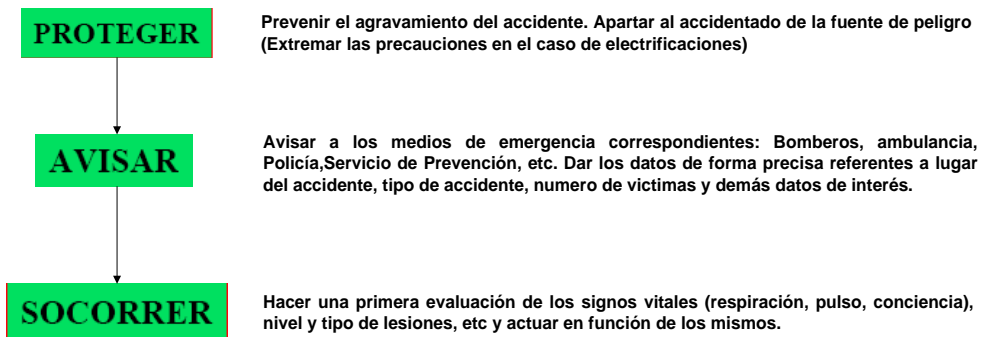 PROTEGER
Prevenir el agravamiento del accidente. Apartar al accidentado de la fuente de peligro
(Extremar las precauciones en el caso de electrificaciones)
AVISAR
Avisar a los medios de emergencia correspondientes: Bomberos, ambulancia,
Policía,Servicio de Prevención, etc. Dar los datos de forma precisa referentes a lugar
del accidente, tipo de accidente, numero de victimas y demás datos de interés.
SOCORRER
Hacer una primera evaluación de los signos vitales (respiración, pulso, conciencia),
nivel y tipo de lesiones, etc y actuar en función de los mismos.